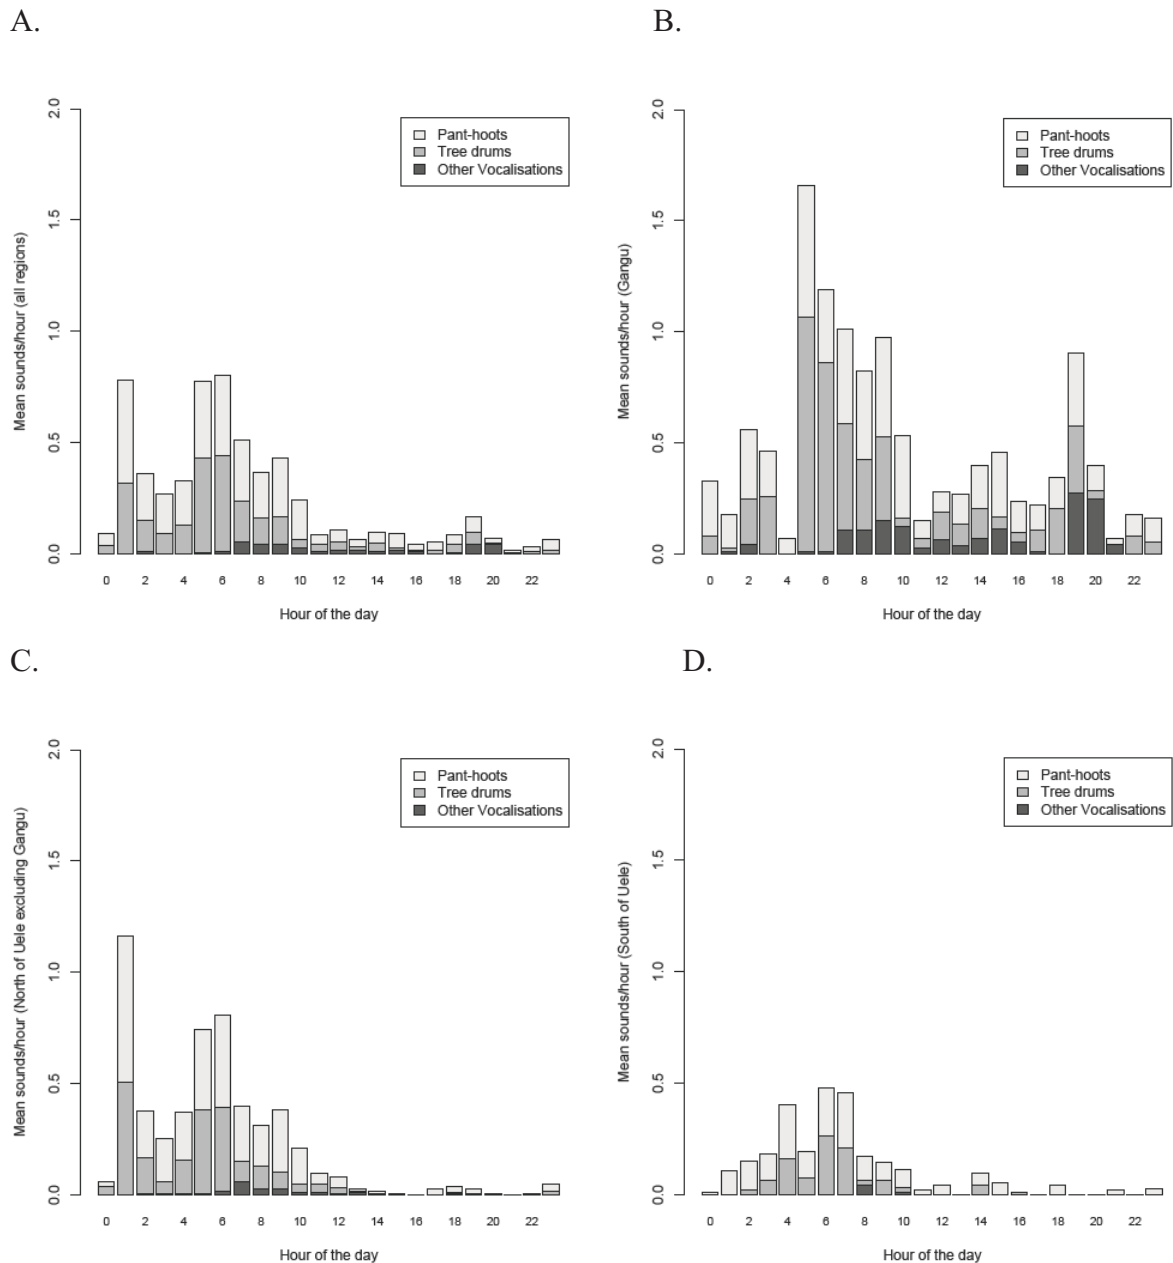 A.
2.0
1.5
1.0
0.5
0.0
Mean sounds/hour (all regions)
Pant-hoots
Tree drums
Other Vocalisations
0 2 4 6 8 10 12 14 16 18 20 22
Hour of the day
B.
2.0
1.5
1.0
0.5
0.0
Mean sounds/hour (Gangu)
Pant-hoots
Tree drums
Other Vocalisations
0 2 4 6 8 10 12 14 16 18 20 22
Hour of the day
C.
2.0
1.5
1.0
0.5
0.0
Mean sounds/hour (North of Uele excluding Gangu)
Pant-hoots
Tree drums
Other Vocalisations
0 2 4 6 8 10 12 14 16 18 20 22
Hour of the day
D.
2.0
1.5
1.0
0.5
0.0
Mean sounds/hour (South of Uele)
Pant-hoots
Tree drums
Other Vocalisations
0 2 4 6 8 10 12 14 16 18 20 22
Hour of the day